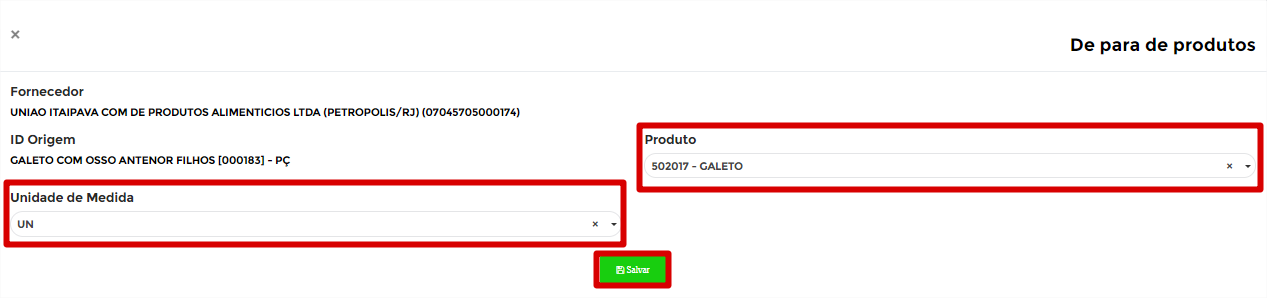 ×
De para de produtos
Fornecedor
UNIAO ITAIPAVA COM DE PRODUTOS ALIMENTICIOS LTDA (PETROPOLIS/RJ) (07045705000174)
ID Origem
GALETO COM OSSO ANTENOR FILHOS [000183] - PÇ
Produto
502017 - GALETO ×
Unidade de Medida
UN ×
Salvar